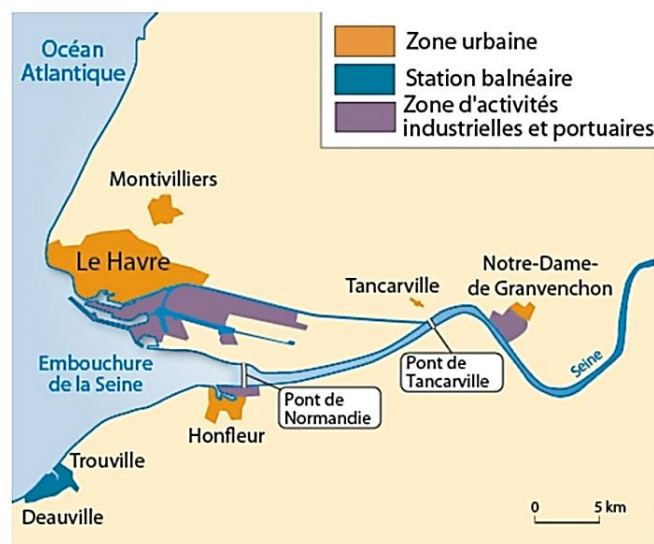 Océan
Atlantique
Zone urbaine
Station balnéaire
Zone d'activités
industrielles et portuaires
Montivilliers
Le Havre
Tancarville
Notre-Dame-
de Granvenchon
Embouchure
de la Seine
Pont de
Tancarville
Seine
Pont de
Normandie
Honfleur
Trouville
Deauville
0 5 km